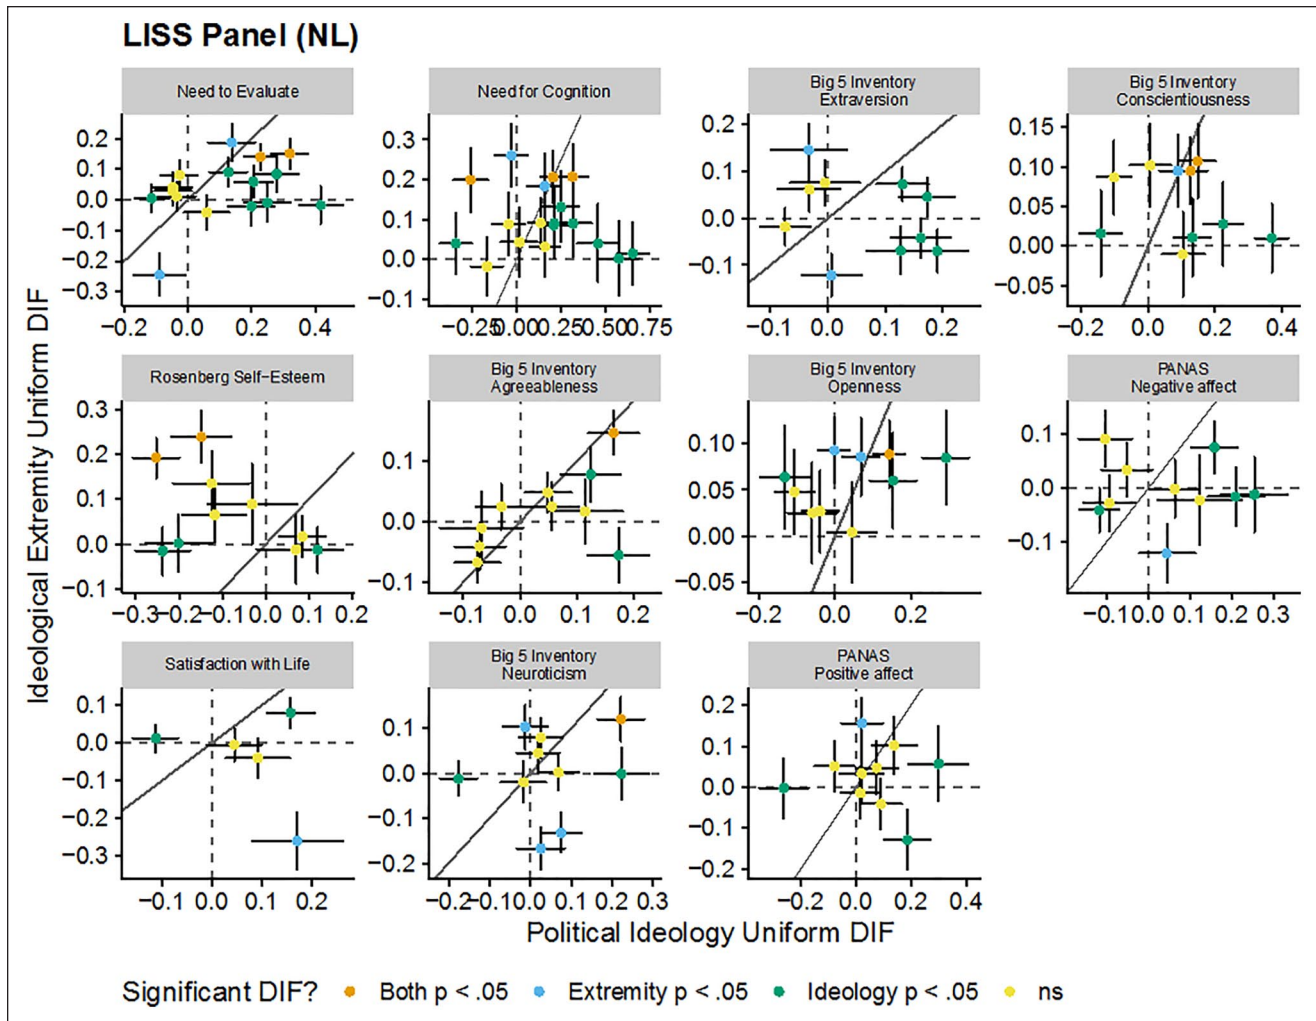 LISS Panel (NL)
Need to Evaluate
Need for Cognition
Big 5 Inventory
Extraversion
Big 5 Inventory
Conscientiousness
0.2
0.1
0.0
−0.1
−0.2
−0.3
−0.2 0.0 0.2 0.4
0.3
0.2
0.1
0.0
−0.1
−0.25 0.00 0.25 0.50 0.75
0.2
0.1
0.0
−0.1
−0.1 0.0 0.1 0.2
0.15
0.10
0.05
0.00
−0.05
−0.2 0.0 0.2 0.4
Rosenberg Self−Esteem
Big 5 Inventory
Agreeableness
Big 5 Inventory
Openness
PANAS
Negative affect
0.3
0.2
0.1
0.0
−0.1
−0.3 −0.2 −0.1 0.0 0.1 0.2
0.1
0.0
−0.1
−0.1 0.0 0.1 0.2
0.10
0.05
0.00
−0.05
−0.2 0.0 0.2
0.1
0.0
−0.1
−0.1 0.0 0.1 0.2 0.3
Satisfaction with Life
Big 5 Inventory
Neuroticism
PANAS
Positive affect
0.1
0.0
−0.1
−0.2
−0.3
−0.1 0.0 0.1 0.2
0.1
0.0
−0.1
−0.2
−0.2 −0.1 0.0 0.1 0.2 0.3
0.2
0.1
0.0
−0.1
−0.2
−0.2 0.0 0.2 0.4
Ideological Extremity Uniform DIF
Political Ideology Uniform DIF
Significant DIF? Both p < .05 Extremity p < .05 Ideology p < .05 ns